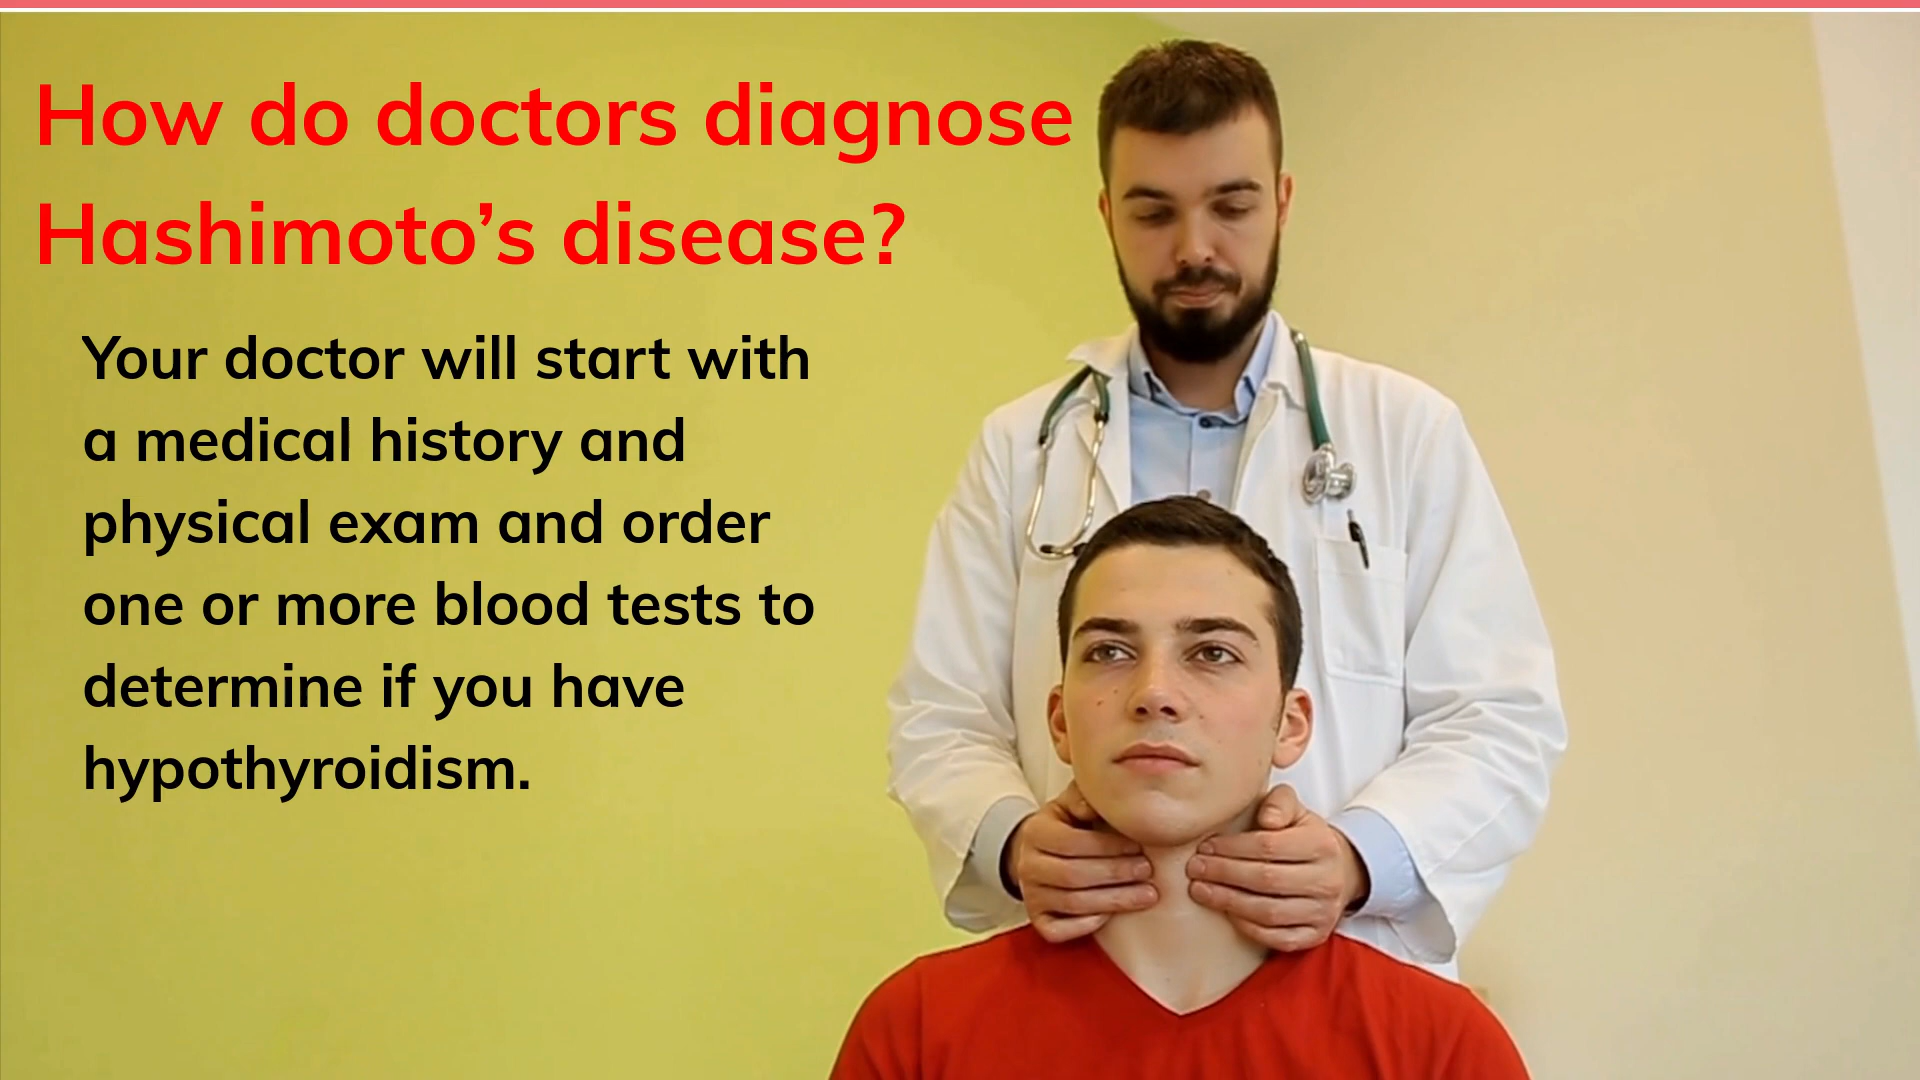 How do doctors diagnose
Hashimoto’s disease?
Your doctor will start with
a medical history and
physical exam and order
one or more blood tests to
determine if you have
hypothyroidism.